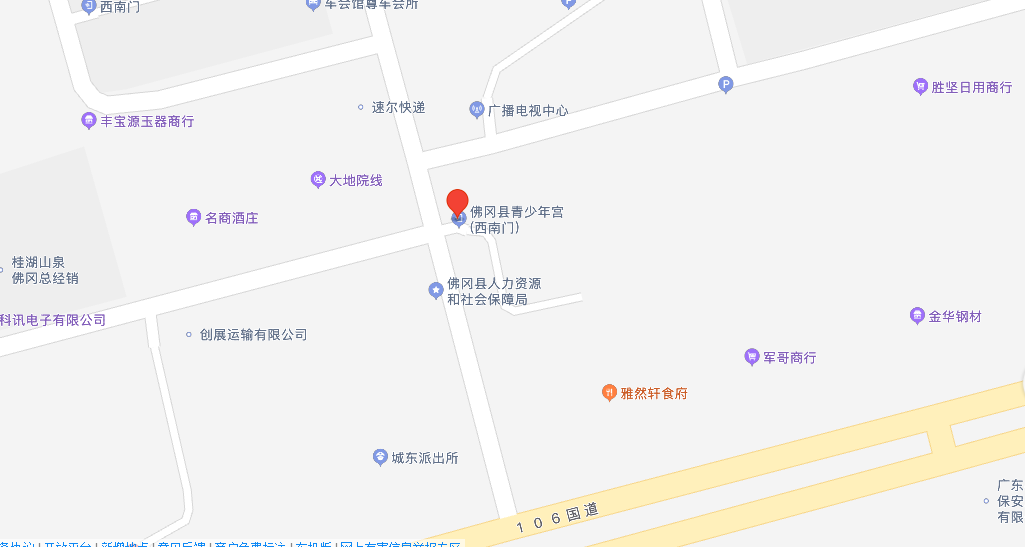 西南门
车会馆尊车会所
速尔快递
广播电视中心
胜坚日用商行
丰宝源玉器商行
大地院线
名商酒庄
佛冈县青少年宫
(西南门)
桂湖山泉
佛冈总经销
佛冈县人力资源
和社会保障局
科讯电子有限公司
创展运输有限公司
金华钢材
军哥商行
雅然轩食府
城东派出所
广东
保安
有限
106国道